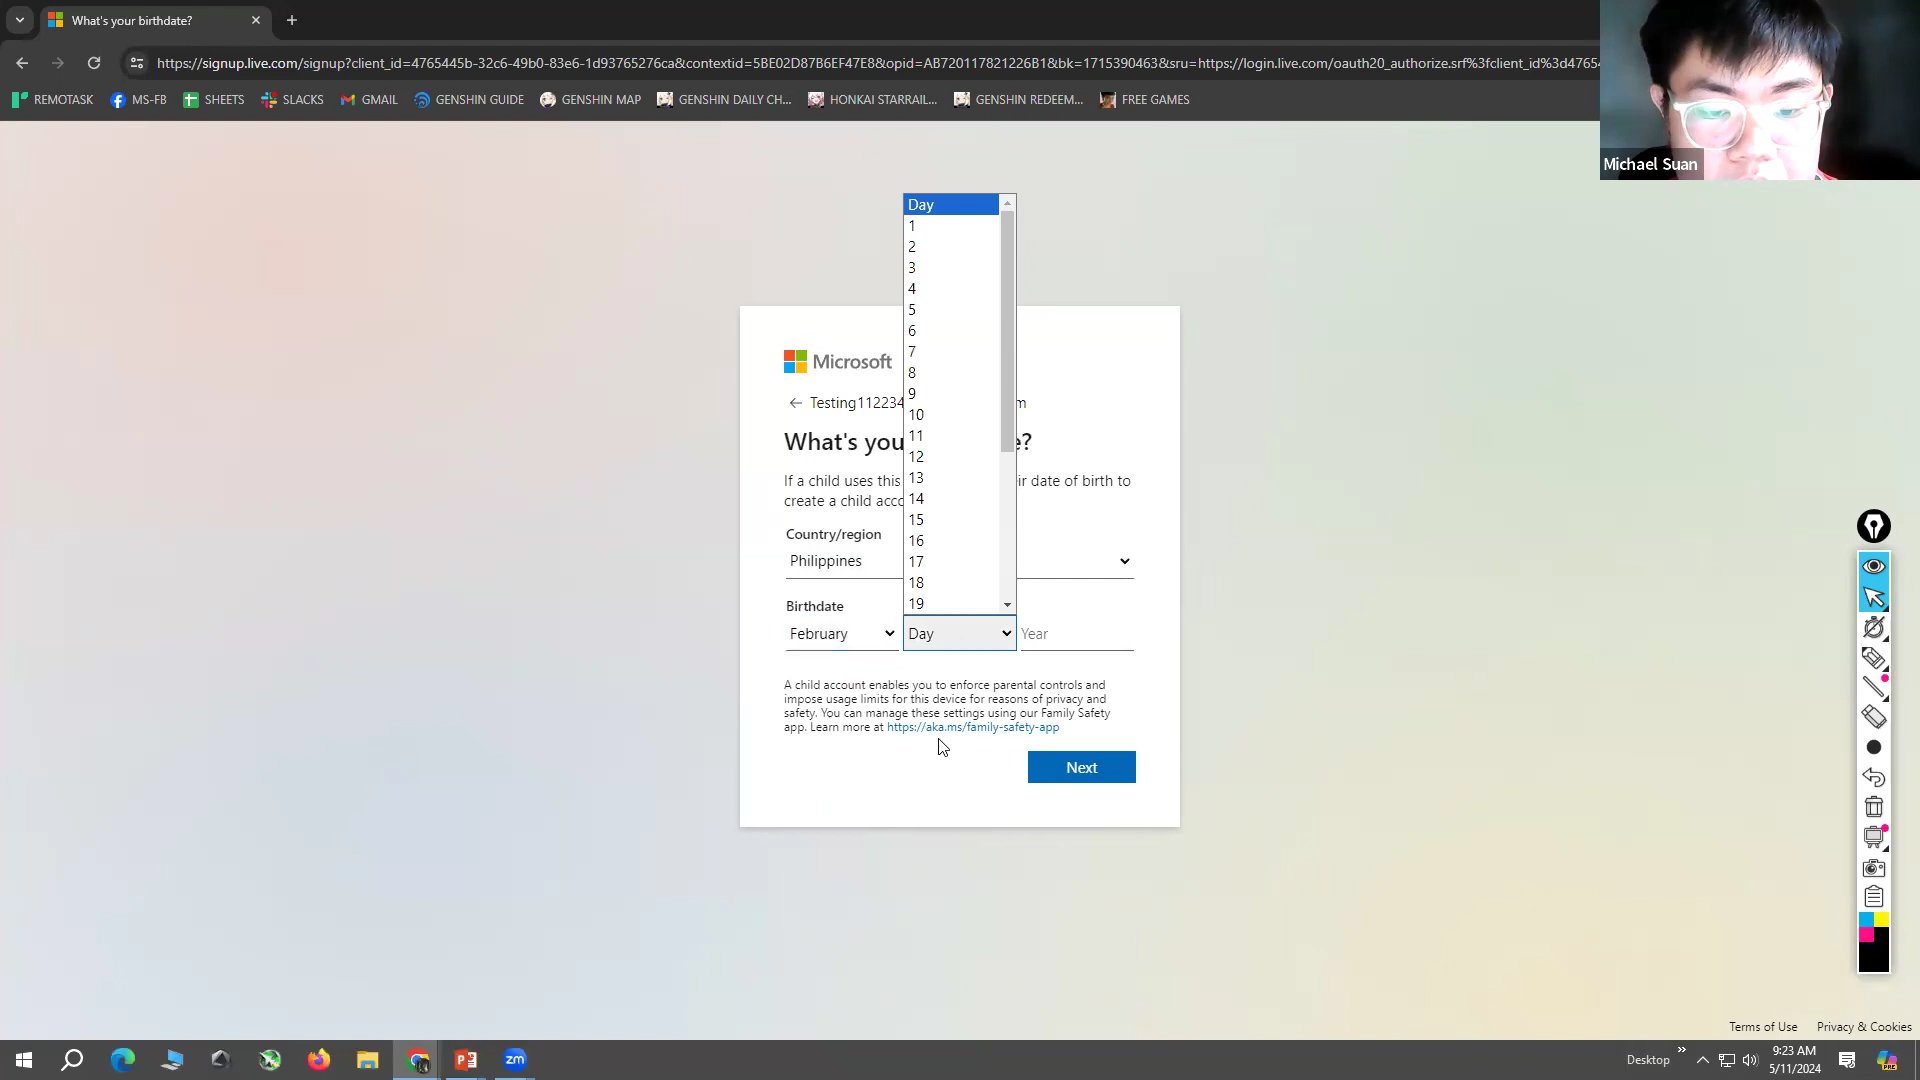 What's your birthdate?
https://signup.live.com/signup?client_id=4765445b-32c6-49b0-83e6-1d93765276ca&contextid=5BE02D87B6EF47E8&opid=AB720117821226B1&bk=1715390463&sru=https://login.live.com/oauth20_authorize.srf%3fclient_id%3d47654
REMOTASK MS-FB SHEETS SLACKS GMAIL GENSHIN GUIDE GENSHIN MAP GENSHIN DAILY CH... HONKAI STARRAIL... GENSHIN REDEEM... FREE GAMES
Michael Suan
Day
1
2
3
4
5
6
7
8
9
10
11
12
13
14
15
16
17
18
19
Microsoft
Testing112234 m
What's you e?
If a child uses this ir date of birth to
create a child acco
Country/region
Philippines
Birthdate
February Day Year
A child account enables you to enforce parental controls and
impose usage limits for this device for reasons of privacy and
safety. You can manage these settings using our Family Safety
app. Learn more at https://aka.ms/family-safety-app
Next
Terms of Use Privacy & Cookies
zm
Desktop
9:23 AM
5/11/2024
PRE